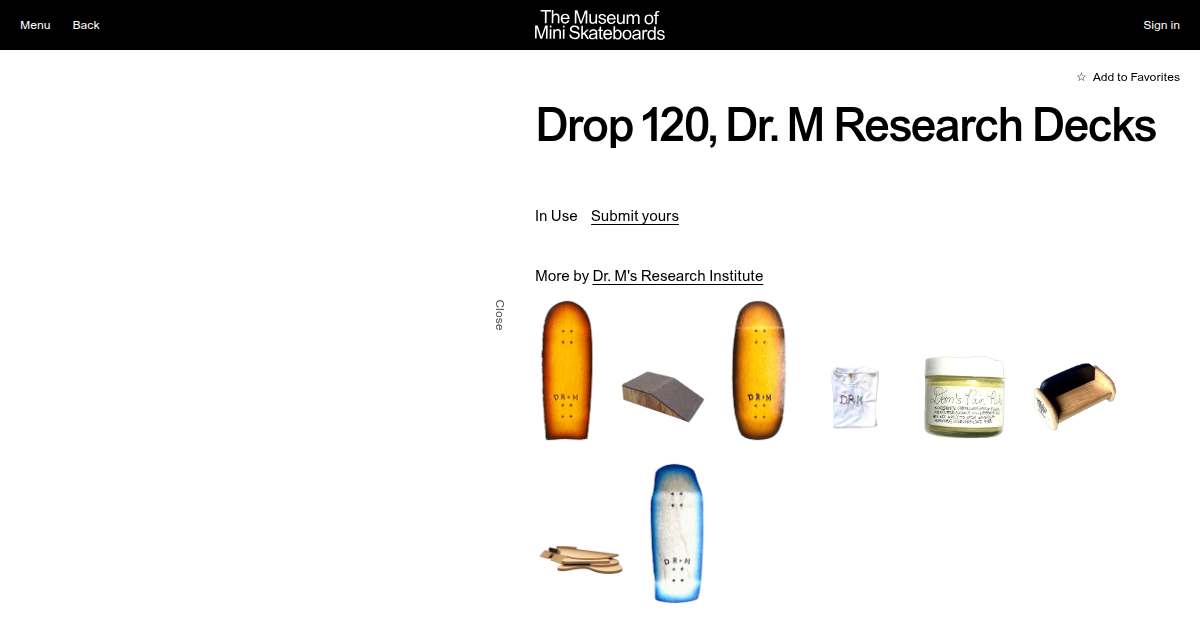 Menu
Back
The Museum of
Mini Skateboards
Sign in
☆ Add to Favorites
Drop 120, Dr. M Research Decks
In Use
Submit yours
More by Dr. M's Research Institute
Close
DR•M
DR•M
DRM
DR•M